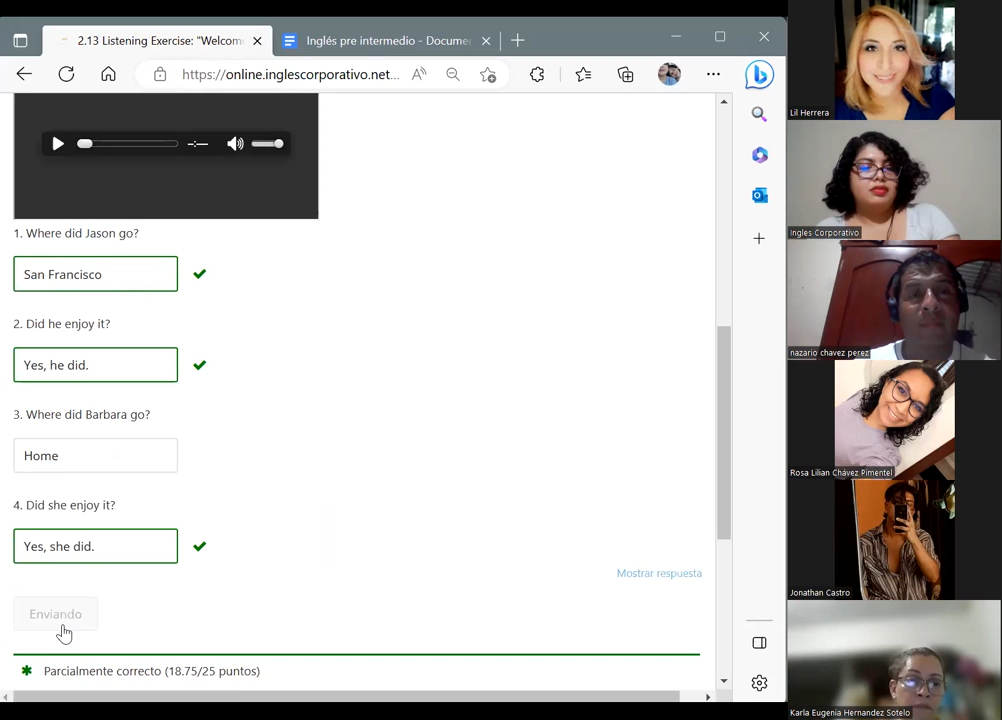 2.13 Listening Exercise: "Welcom
Inglés pre intermedio - Documen
https://online.inglescorporativo.net...
1. Where did Jason go?
San Francisco
2. Did he enjoy it?
Yes, he did.
3. Where did Barbara go?
Home
4. Did she enjoy it?
Yes, she did.
Mostrar respuesta
Enviando
Parcialmente correcto (18.75/25 puntos)
Lil Herrera
Ingles Corporativo
nazario chavez perez
Rosa Lilian Chávez Pimentel
Jonathan Castro
Karla Eugenia Hernandez Sotelo